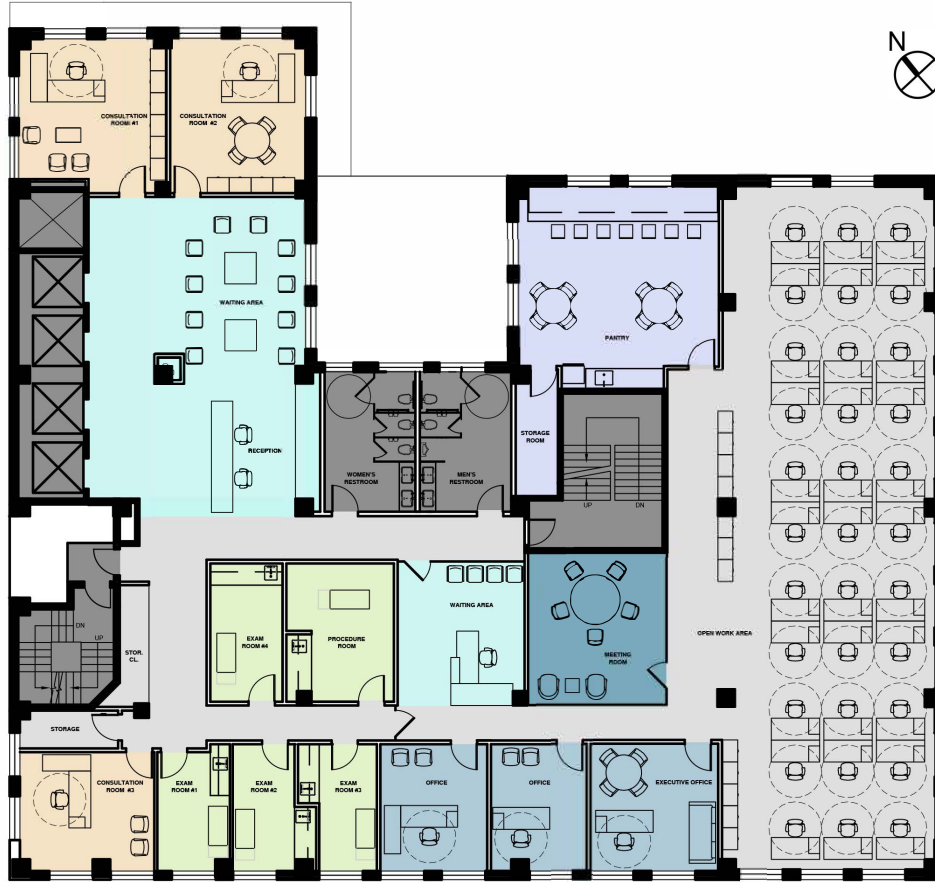 N
CONSULTATION
ROOM #1
CONSULTATION
ROOM #2
WAITING AREA
PANTRY
RECEPTION
STORAGE
ROOM
WOMEN'S
RESTROOM
MEN'S
RESTROOM
UP
DN
WAITING AREA
EXAM
ROOM #4
PROCEDURE
ROOM
DN
UP
STOR.
CL.
OPEN WORK AREA
MEETING
ROOM
STORAGE
CONSULTATION
ROOM #3
EXAM
ROOM #1
EXAM
ROOM #2
EXAM
ROOM #3
OFFICE
OFFICE
EXECUTIVE OFFICE